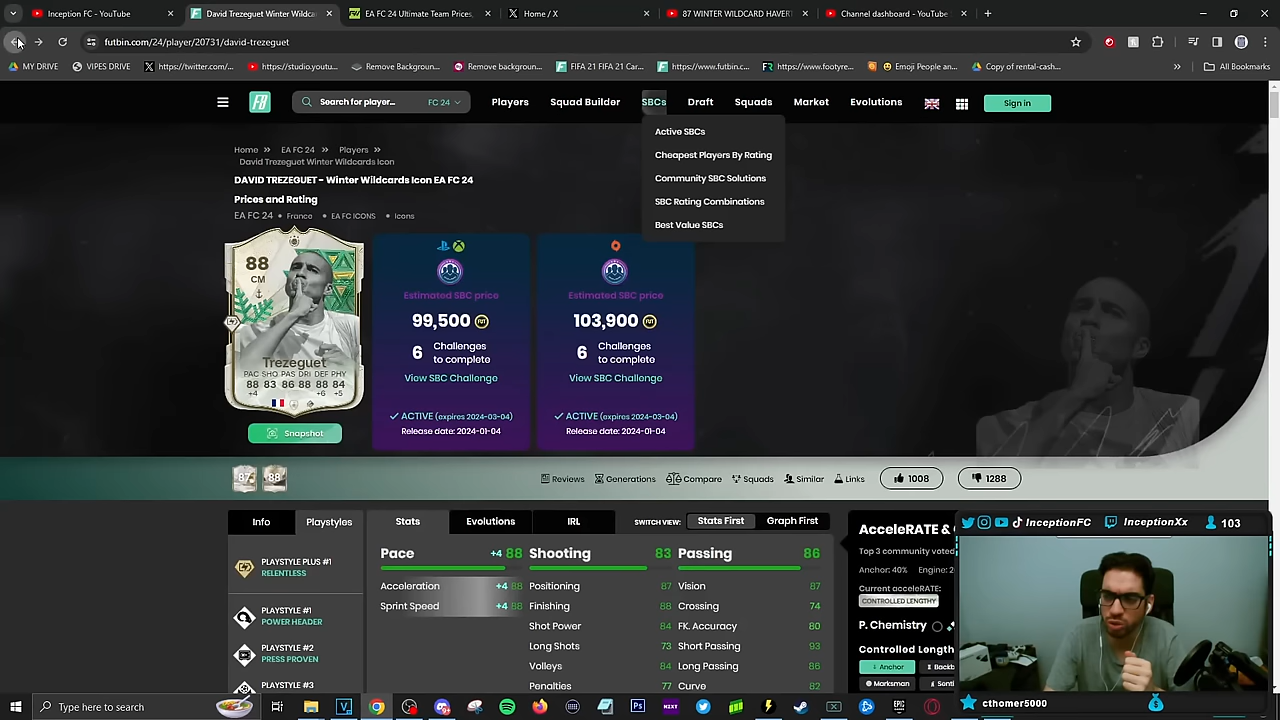 Inception FC - YouTube
David Trezeguet Winter Wildca
EA FC 24 Ultimate Team Prices,
Home / X
87 WINTER WILDCARD HAVER
Channel dashboard - YouTube
futbin.com/24/player/20731/david-trezeguet
MY DRIVE
VIPES DRIVE
https://twitter.com/...
https://studio.youtu...
Remove Background...
Remove backgroun...
FIFA 21 FIFA 21 Car...
https://www.futbin.c...
https://www.footyre...
Emoji People an...
Copy of rental-cash...
All Bookmarks
Search for player...
FC 24
Players
Squad Builder
SBCs
Draft
Squads
Market
Evolutions
Sign in
Active SBCs
Cheapest Players By Rating
Community SBC Solutions
SBC Rating Combinations
Best Value SBCs
Home >> EA FC 24 >> Players >>
David Trezeguet Winter Wildcards Icon
DAVID TREZEGUET - Winter Wildcards Icon EA FC 24
Prices and Rating
EA FC 24 • France • EA FC ICONS • Icons
88
CM
Trezeguet
PAC SHO PAS DRI DEF PHY
88 83 86 88 88 84
+4 +6 +5
Snapshot
Estimated SBC price
99,500
6 Challenges
to complete
View SBC Challenge
ACTIVE (expires 2024-03-04)
Release date: 2024-01-04
Estimated SBC price
103,900
6 Challenges
to complete
View SBC Challenge
ACTIVE (expires 2024-03-04)
Release date: 2024-01-04
87 88
Reviews
Generations
Compare
Squads
Similar
Links
1008
1288
Info
Playstyles
PLAYSTYLE PLUS #1
RELENTLESS
PLAYSTYLE #1
POWER HEADER
PLAYSTYLE #2
PRESS PROVEN
PLAYSTYLE #3
Stats
Evolutions
IRL
SWITCH VIEW:
Stats First
Graph First
Pace +4 88
Acceleration +4 88
Sprint Speed +4 88
Shooting 83
Positioning 87
Finishing 88
Shot Power 84
Long Shots 73
Volleys 84
Penalties 77
Passing 86
Vision 87
Crossing 74
FK. Accuracy 80
Short Passing 93
Long Passing 86
Curve 82
AcceleRATE &
Top 3 community voted
Anchor: 40% Engine: 2
Current acceleRATE:
CONTROLLED LENGTHY
P. Chemistry
Controlled Length
Anchor
Backb
Marksman
Senti
InceptionFC
InceptionXx
103
cthomer5000
Type here to search